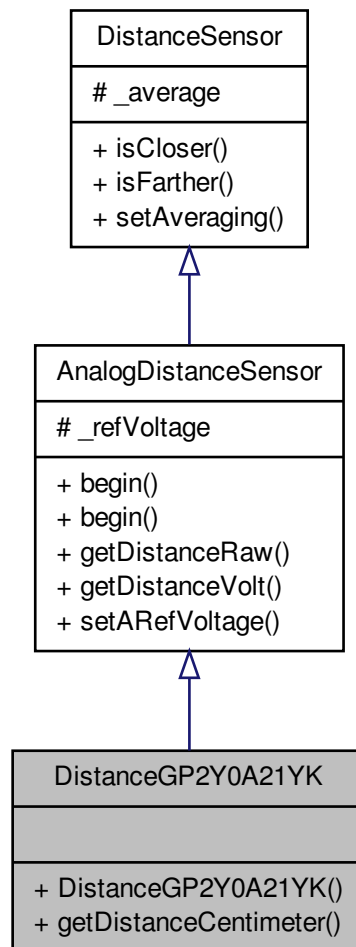 DistanceSensor
# _average
+ isCloser()
+ isFarther()
+ setAveraging()
AnalogDistanceSensor
# _refVoltage
+ begin()
+ begin()
+ getDistanceRaw()
+ getDistanceVolt()
+ setARefVoltage()
DistanceGP2Y0A21YK
+ DistanceGP2Y0A21YK()
+ getDistanceCentimeter()